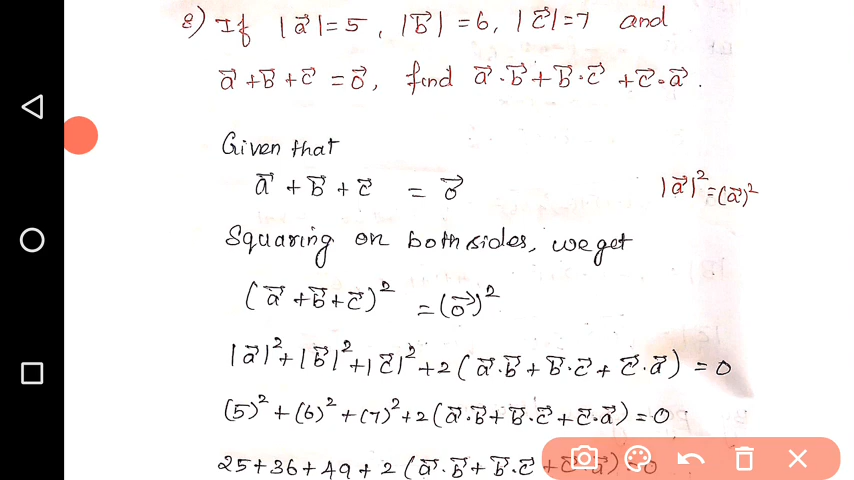 8) If |a⃗|=5, |b⃗|=6, |c⃗|=7 and
a⃗+b⃗+c⃗=0⃗, find a⃗·b⃗+b⃗·c⃗+c⃗·a⃗.
Given that
a⃗+b⃗+c⃗ = 0⃗
|a⃗|²=(a⃗)²
Squaring on both sides, we get
(a⃗+b⃗+c⃗)² =(0⃗)²
|a⃗|²+|b⃗|²+|c⃗|²+2(a⃗·b⃗+b⃗·c⃗+c⃗·a⃗) = 0
(5)²+(6)²+(7)²+2(a⃗·b⃗+b⃗·c⃗+c⃗·a⃗)=0
25+36+49+2(a⃗·b⃗+b⃗·c⃗+c⃗·a⃗)=0